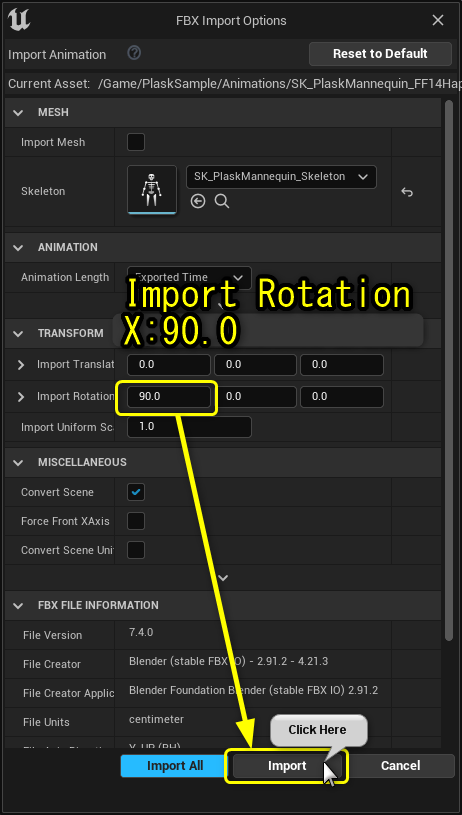 FBX Import Options
Import Animation
Reset to Default
Current Asset: /Game/PlaskSample/Animations/SK_PlaskMannequin_FF14Hap
MESH
Import Mesh
Skeleton
SK_PlaskMannequin_Skeleton
ANIMATION
Animation Length
Exported Time
Import Rotation
X:90.0
TRANSFORM
Import Translat
0.0 0.0 0.0
Import Rotation
90.0 0.0 0.0
Import Uniform Sc
1.0
MISCELLANEOUS
Convert Scene
Force Front XAxis
Convert Scene Uni
FBX FILE INFORMATION
File Version 7.4.0
File Creator Blender (stable FBX IO) - 2.91.2 - 4.21.3
File Creator Applic Blender Foundation Blender (stable FBX IO) 2.91.2
File Units centimeter
Click Here
Import All
Import
Cancel